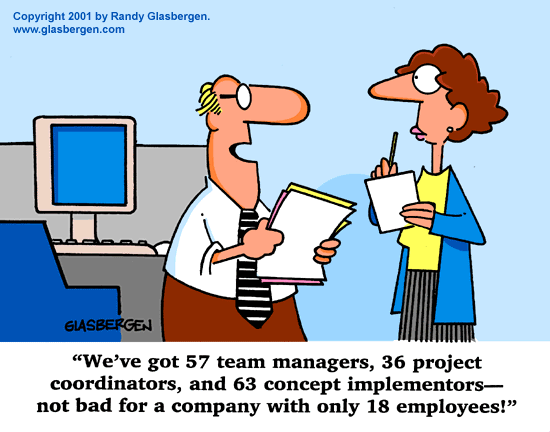 Copyright 2001 by Randy Glasbergen.
www.glasbergen.com
GLASBERGEN
“We’ve got 57 team managers, 36 project
coordinators, and 63 concept implementors—
not bad for a company with only 18 employees!”